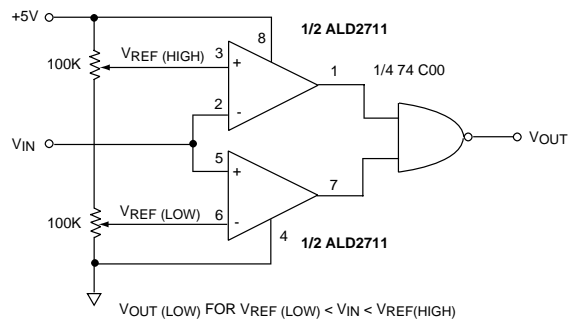 +5V
1/2 ALD2711
8
100K
VREF (HIGH)
3
+
1
1/4 74 C00
2
-
VIN
VOUT
5
+
7
100K
VREF (LOW)
6
-
4
1/2 ALD2711
VOUT (LOW) FOR VREF (LOW) < VIN < VREF(HIGH)